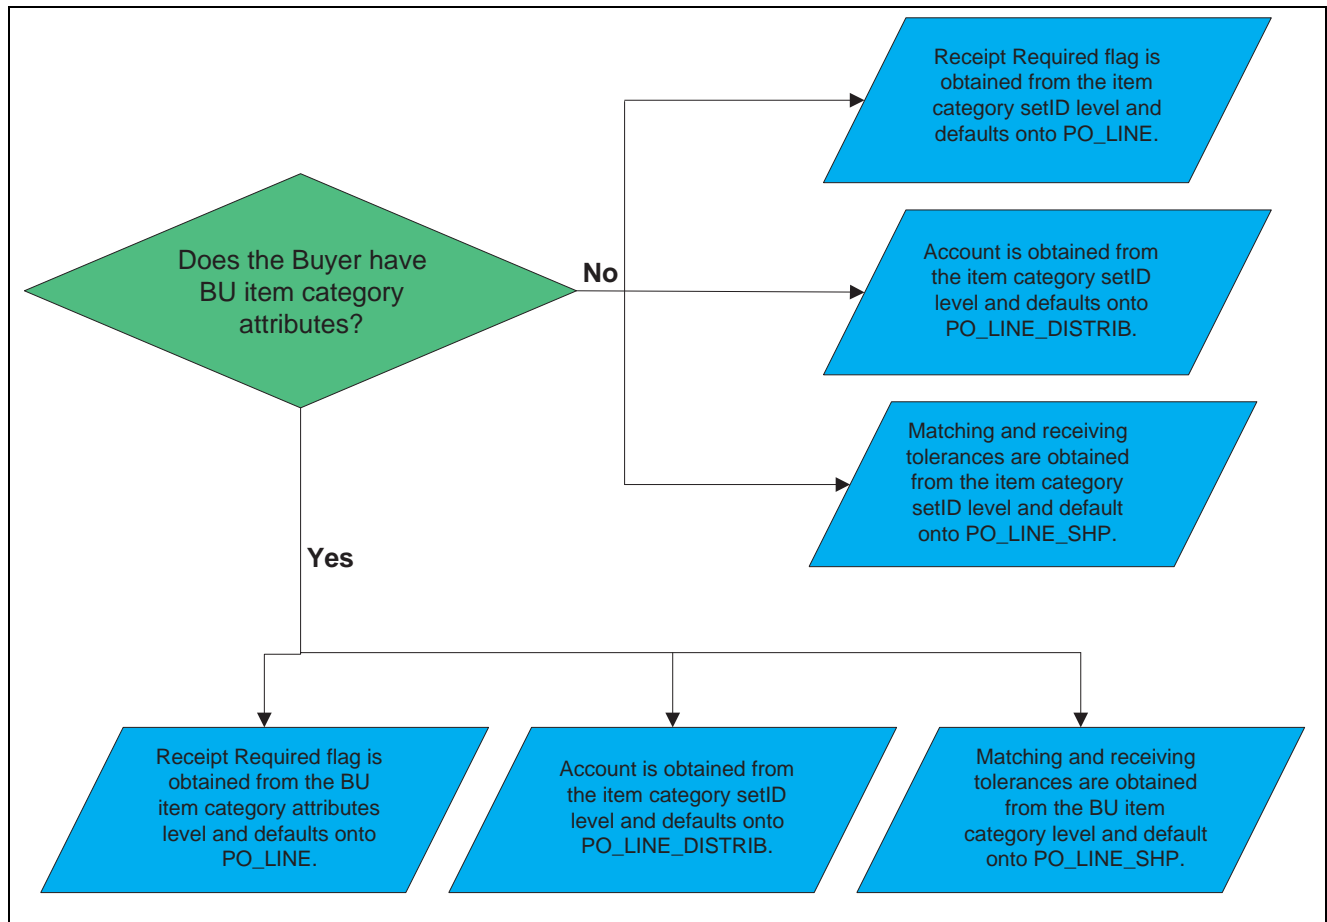 Receipt Required flag is
obtained from the item
category setID level and
defaults onto PO_LINE.
Does the Buyer have
BU item category
attributes?
No
Account is obtained from
the item category setID
level and defaults onto
PO_LINE_DISTRIB.
Matching and receiving
tolerances are obtained
from the item category
setID level and default
onto PO_LINE_SHP.
Yes
Receipt Required flag is
obtained from the BU
item category attributes
level and defaults onto
PO_LINE.
Account is obtained from
the item category setID
level and defaults onto
PO_LINE_DISTRIB.
Matching and receiving
tolerances are obtained
from the BU item
category level and default
onto PO_LINE_SHP.